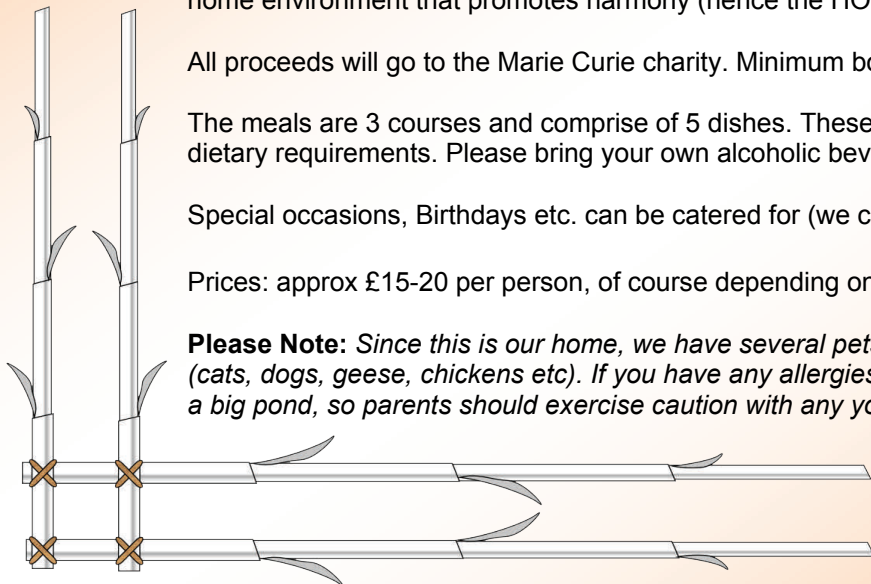 home environment that promotes harmony (hence the HO
All proceeds will go to the Marie Curie charity. Minimum bo
The meals are 3 courses and comprise of 5 dishes. These
dietary requirements. Please bring your own alcoholic bev
Special occasions, Birthdays etc. can be catered for (we c
Prices: approx £15-20 per person, of course depending on
Please Note: Since this is our home, we have several pets
(cats, dogs, geese, chickens etc). If you have any allergies
a big pond, so parents should exercise caution with any yo